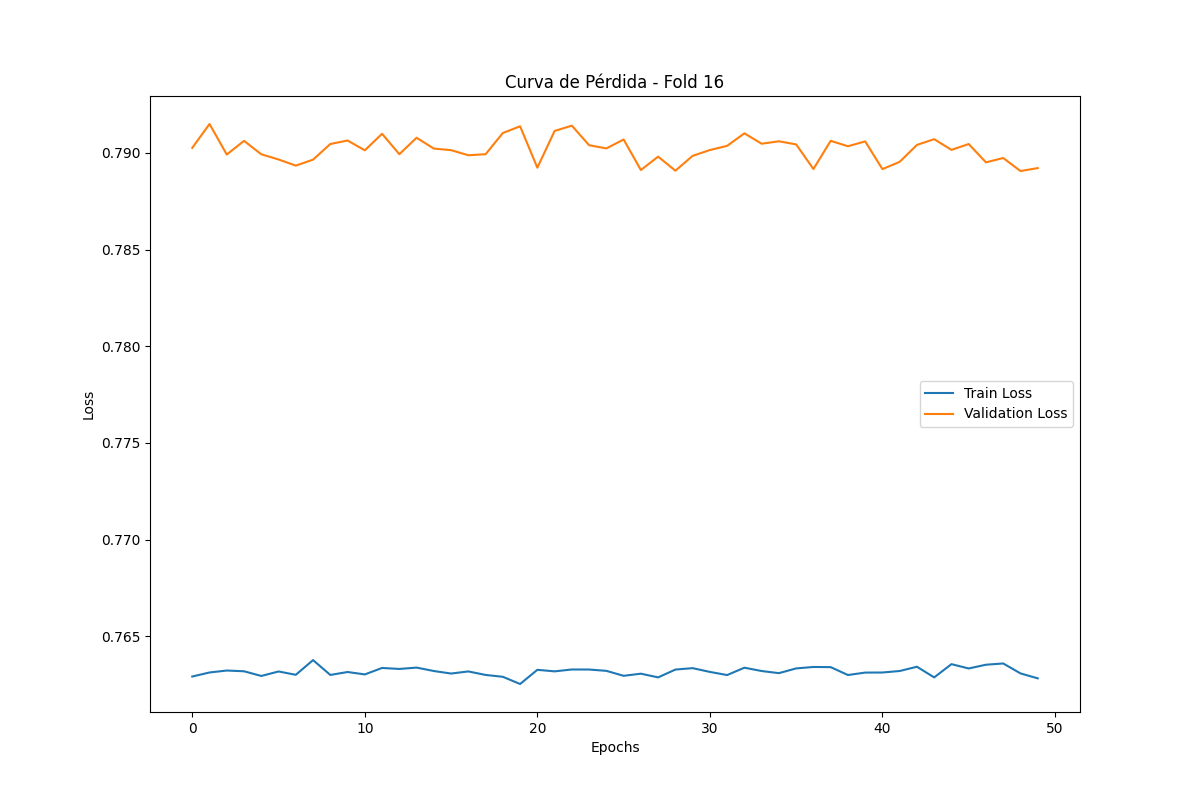 Curva de Pérdida - Fold 16
0.790
0.785
0.780
0.775
0.770
0.765
Loss
Train Loss
Validation Loss
0 10 20 30 40 50
Epochs